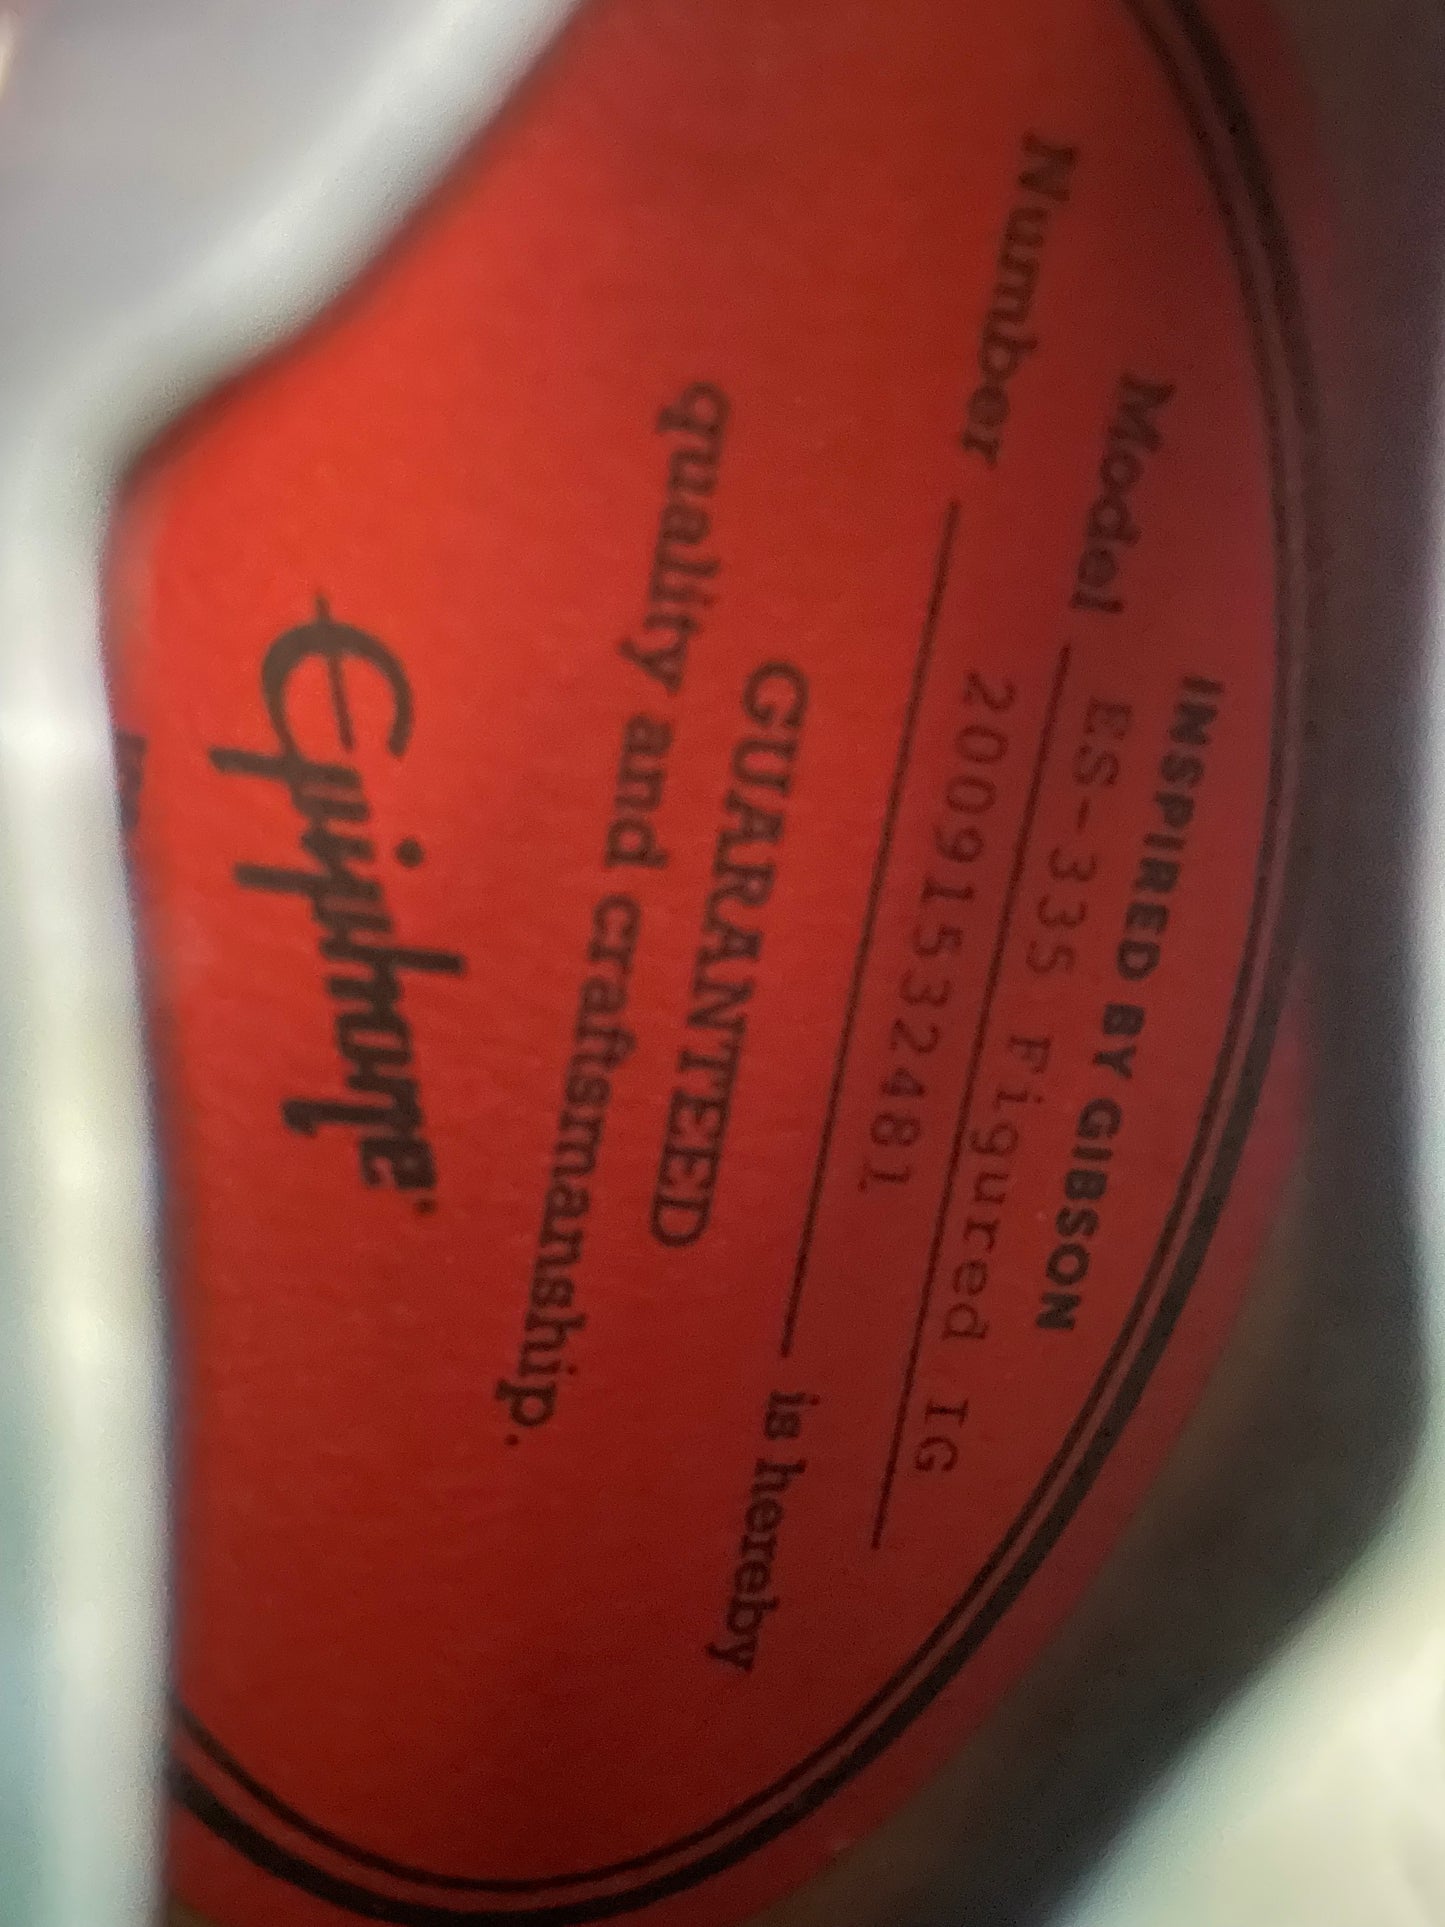 INSPIRED BY GIBSON
Model ES-335 Figured IG
Number 20091532481 is hereby
GUARANTEED
quality and craftsmanship.
Epiphone